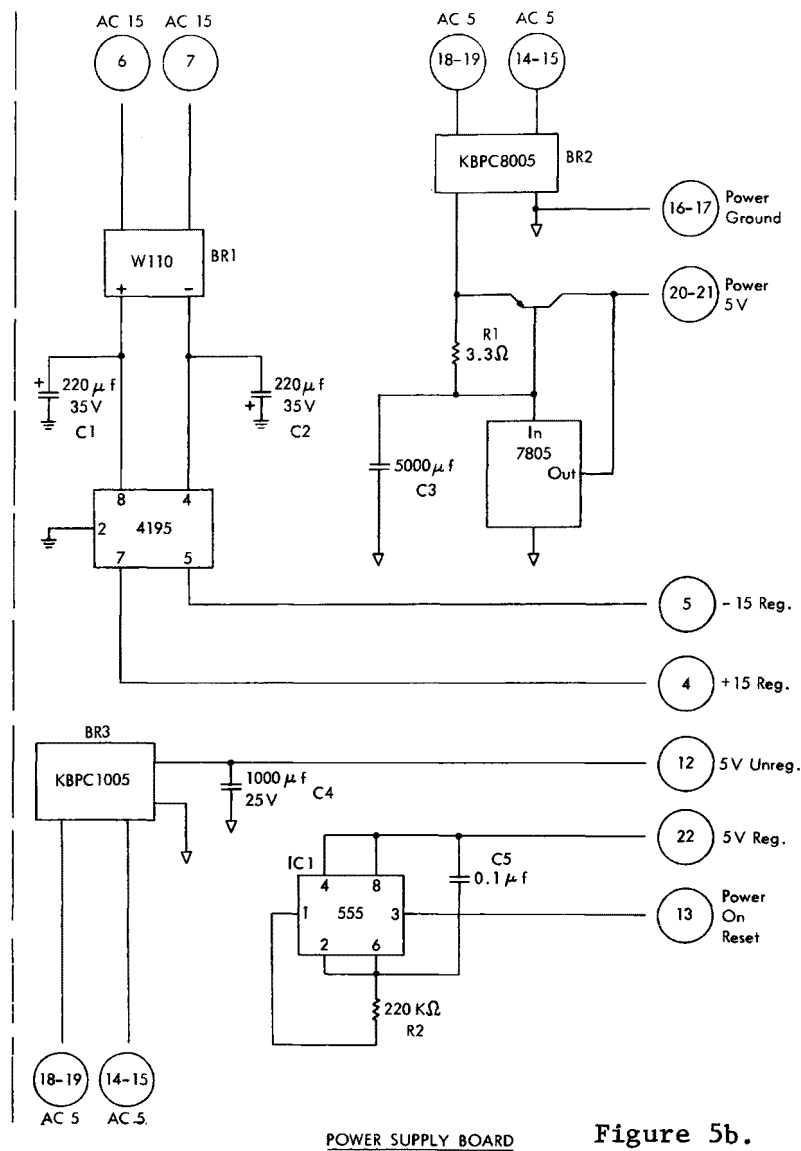 AC 15
AC 15
6
7
W110
BR1
+
−
+
220 μf
35V
C1
220 μf
35V
+
C2
8
4
2
4195
7
5
AC 5
AC 5
18-19
14-15
KBPC8005
BR2
16-17
Power
Ground
20-21
Power
5V
R1
3.3Ω
5000 μf
C3
In
7805
Out
5
- 15 Reg.
4
+15 Reg.
BR3
KBPC1005
1000 μf
25V
C4
12
5V Unreg.
22
5V Reg.
IC1
4
8
1
555
3
2
6
C5
0.1 μf
13
Power
On
Reset
220 KΩ
R2
18-19
14-15
AC 5
AC 5
POWER SUPPLY BOARD
Figure 5b.